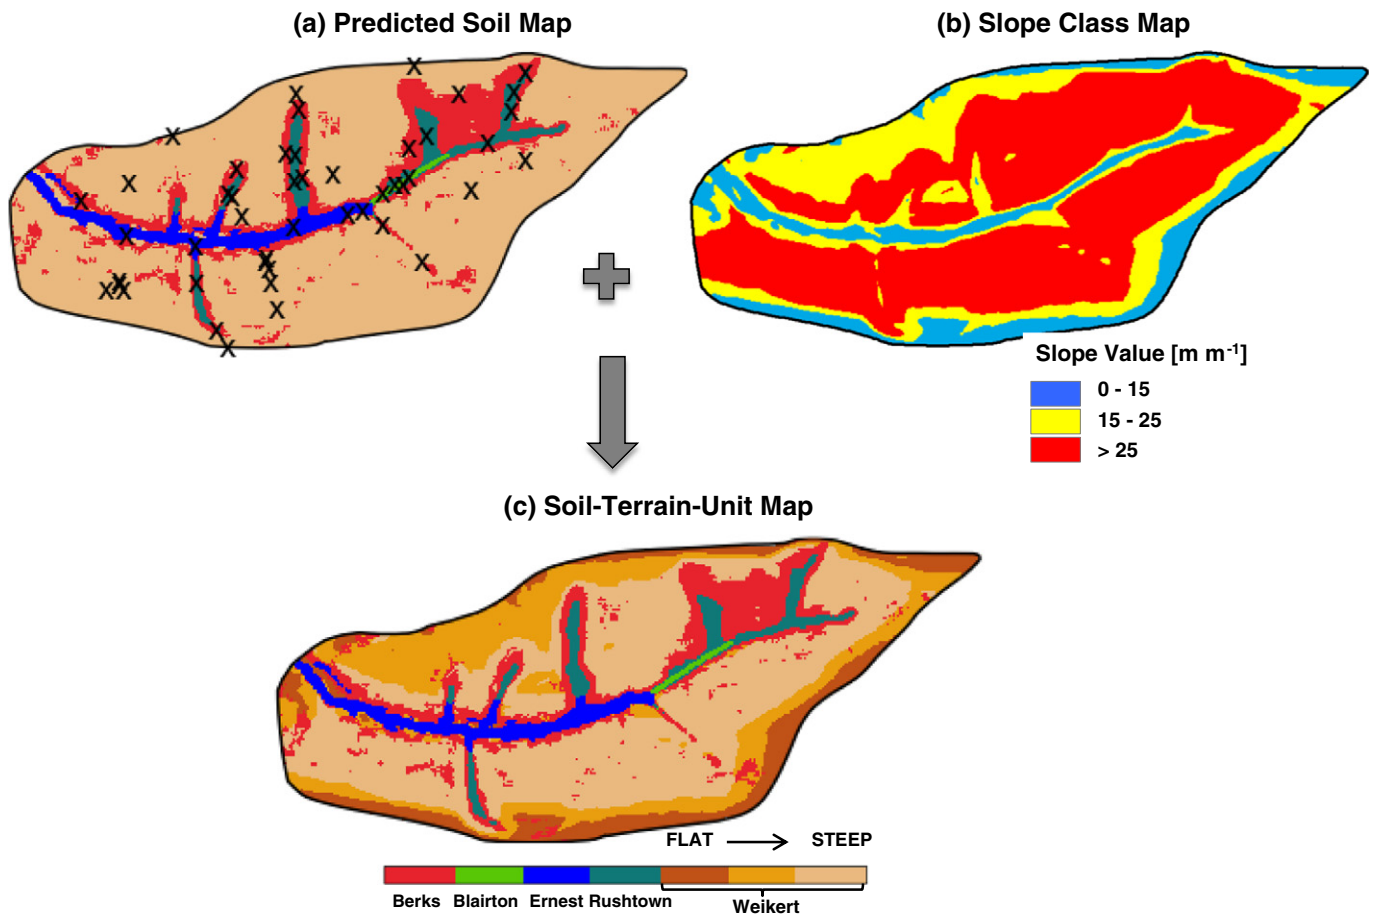 (a) Predicted Soil Map
(b) Slope Class Map
X X X X X X X X X X X X X X X X X X X X X X X X X X X X X X X X X X X X X X X X X X
Slope Value [m m-1]
0 - 15
15 - 25
> 25
(c) Soil-Terrain-Unit Map
FLAT STEEP
Berks Blairton Ernest Rushtown
Weikert